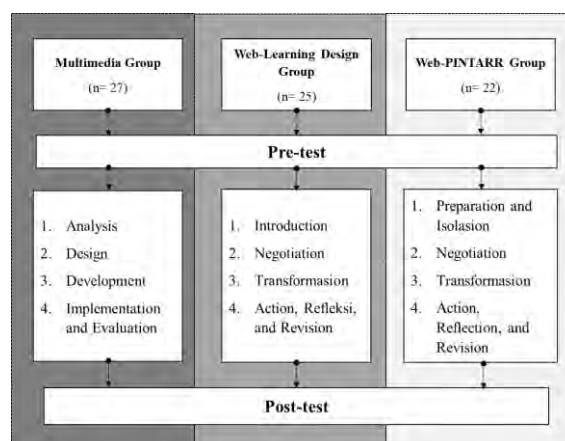 Multimedia Group
(n= 27)
Web-Learning Design
Group
(n= 25)
Web-PINTARR Group
(n= 22)
Pre-test
1. Analysis
2. Design
3. Development
4. Implementation
and Evaluation
1. Introduction
2. Negotiation
3. Transformasion
4. Action, Refleksi,
and Revision
1. Preparation and
Isolasion
2. Negotiation
3. Transformasion
4. Action,
Reflection, and
Revision
Post-test